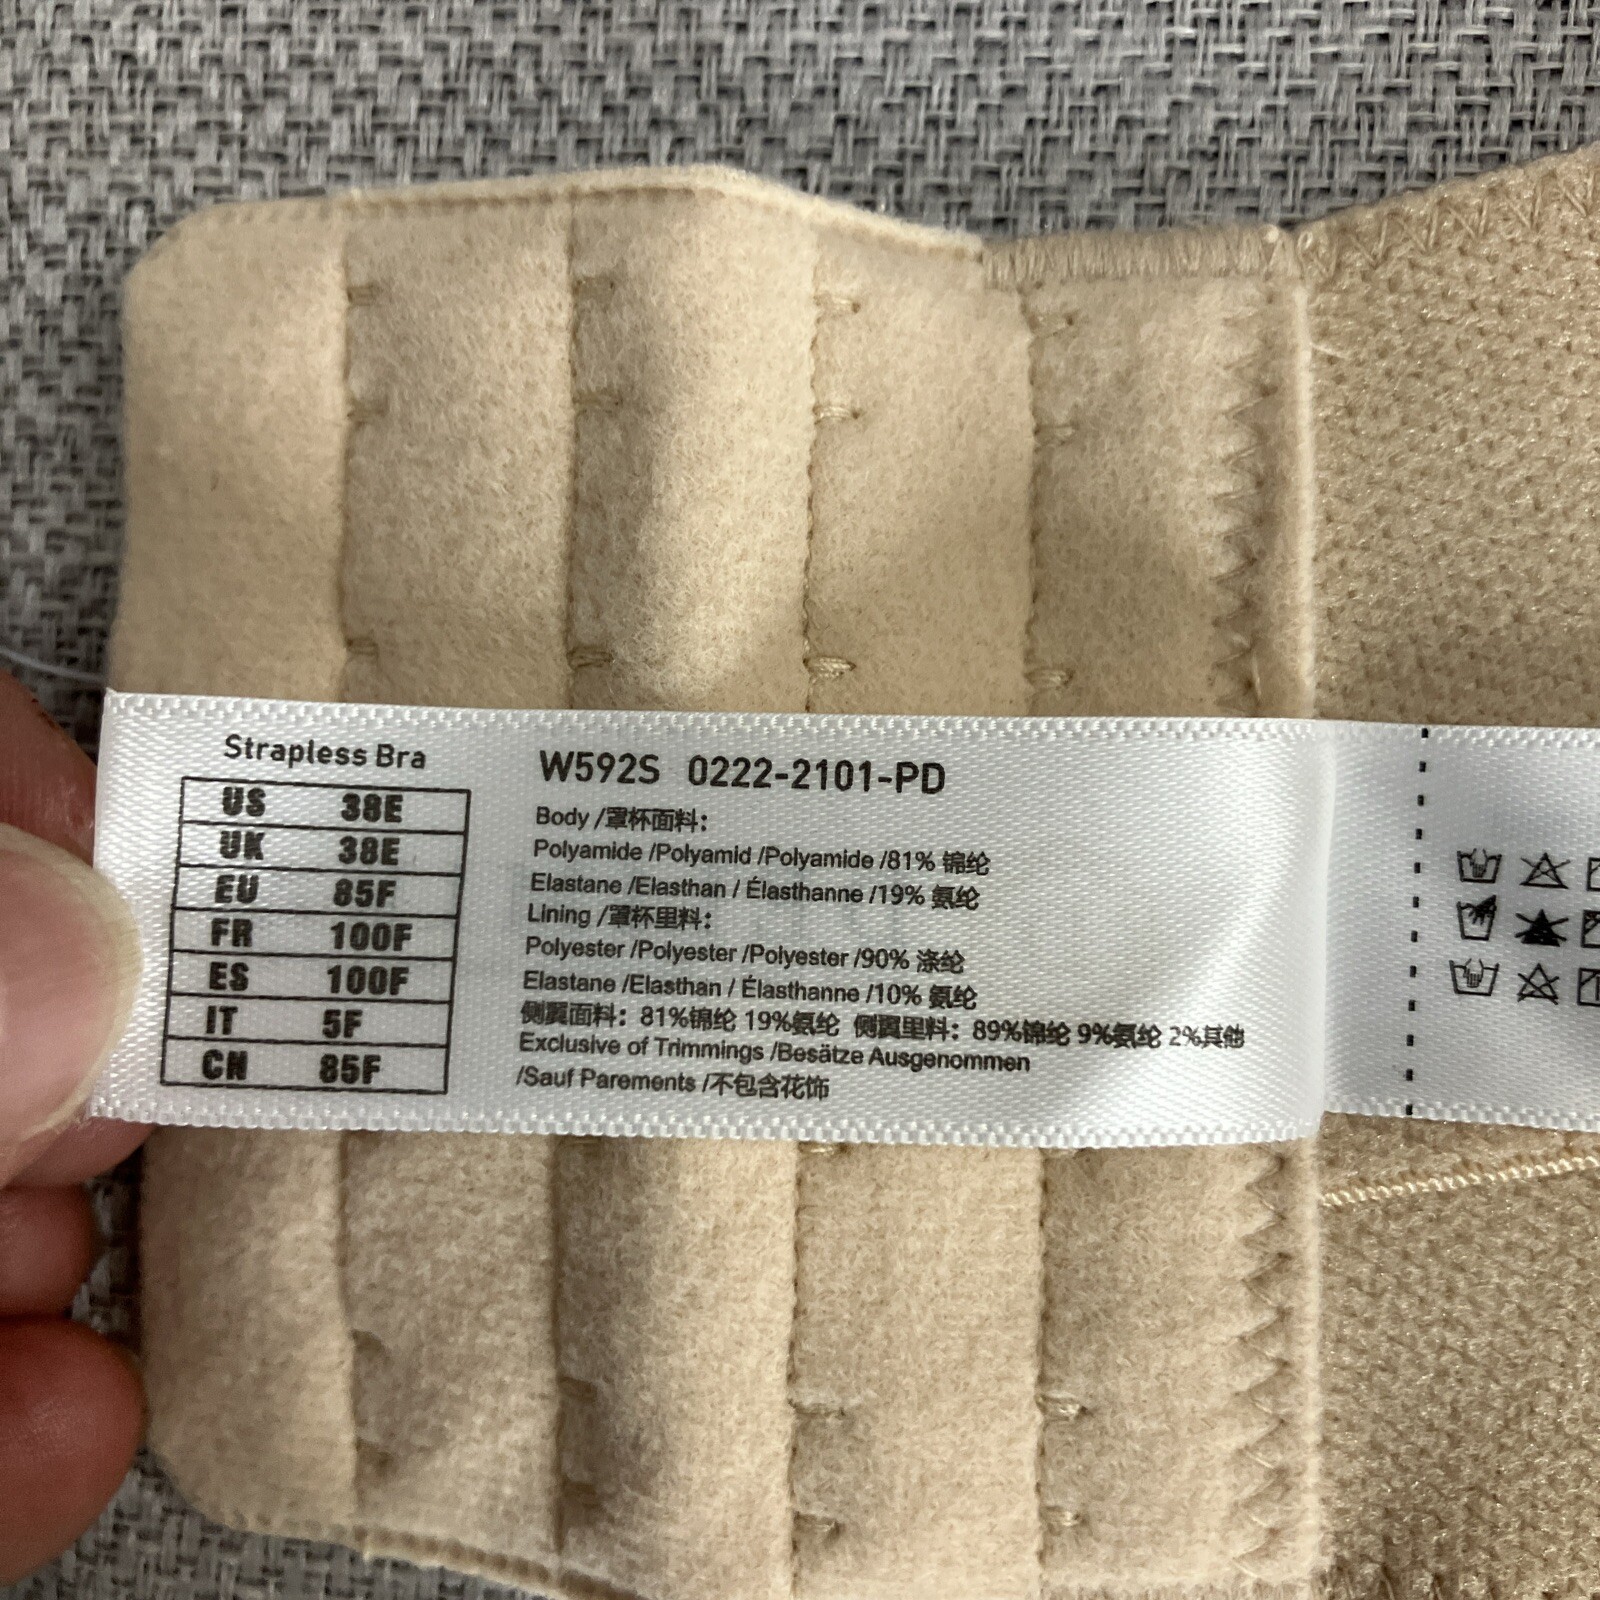 Strapless Bra
US 38E
UK 38E
EU 85F
FR 100F
ES 100F
IT 5F
CN 85F
W592S 0222-2101-PD
Body /罩杯面料:
Polyamide /Polyamid /Polyamide /81% 锦纶
Elastane /Elasthan / Élasthanne /19% 氨纶
Lining /罩杯里料:
Polyester /Polyester /Polyester /90% 涤纶
Elastane /Elasthan / Élasthanne /10% 氨纶
侧翼面料: 81%锦纶 19%氨纶 侧翼里料: 89%锦纶 9%氨纶 2%其他
Exclusive of Trimmings /Besätze Ausgenommen
/Sauf Parements /不包含花饰